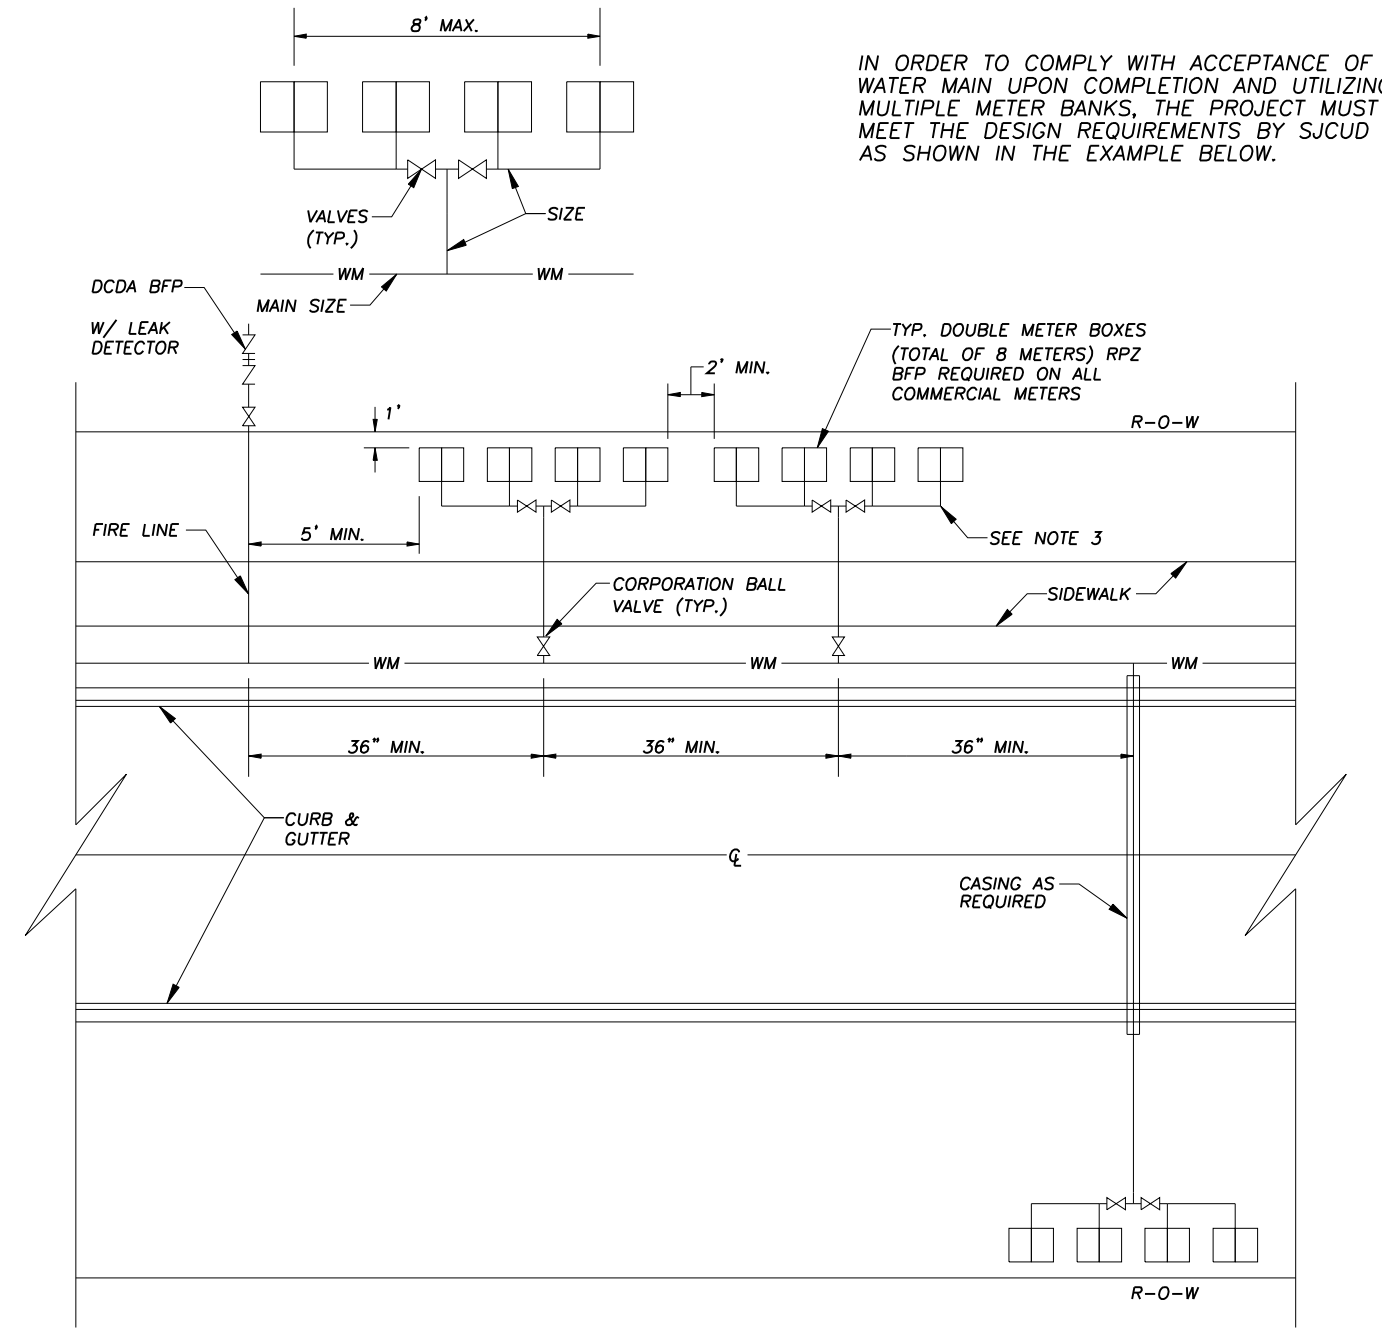 8' MAX.
IN ORDER TO COMPLY WITH ACCEPTANCE OF
WATER MAIN UPON COMPLETION AND UTILIZING
MULTIPLE METER BANKS, THE PROJECT MUST
MEET THE DESIGN REQUIREMENTS BY SJCUD
AS SHOWN IN THE EXAMPLE BELOW.
VALVES
(TYP.)
SIZE
WM
WM
MAIN SIZE
DCDA BFP
W/ LEAK
DETECTOR
TYP. DOUBLE METER BOXES
(TOTAL OF 8 METERS) RPZ
BFP REQUIRED ON ALL
COMMERCIAL METERS
2' MIN.
1'
R-O-W
FIRE LINE
5' MIN.
SEE NOTE 3
CORPORATION BALL
VALVE (TYP.)
SIDEWALK
WM
WM
WM
36" MIN.
36" MIN.
36" MIN.
CURB &
GUTTER
℄
CASING AS
REQUIRED
R-O-W